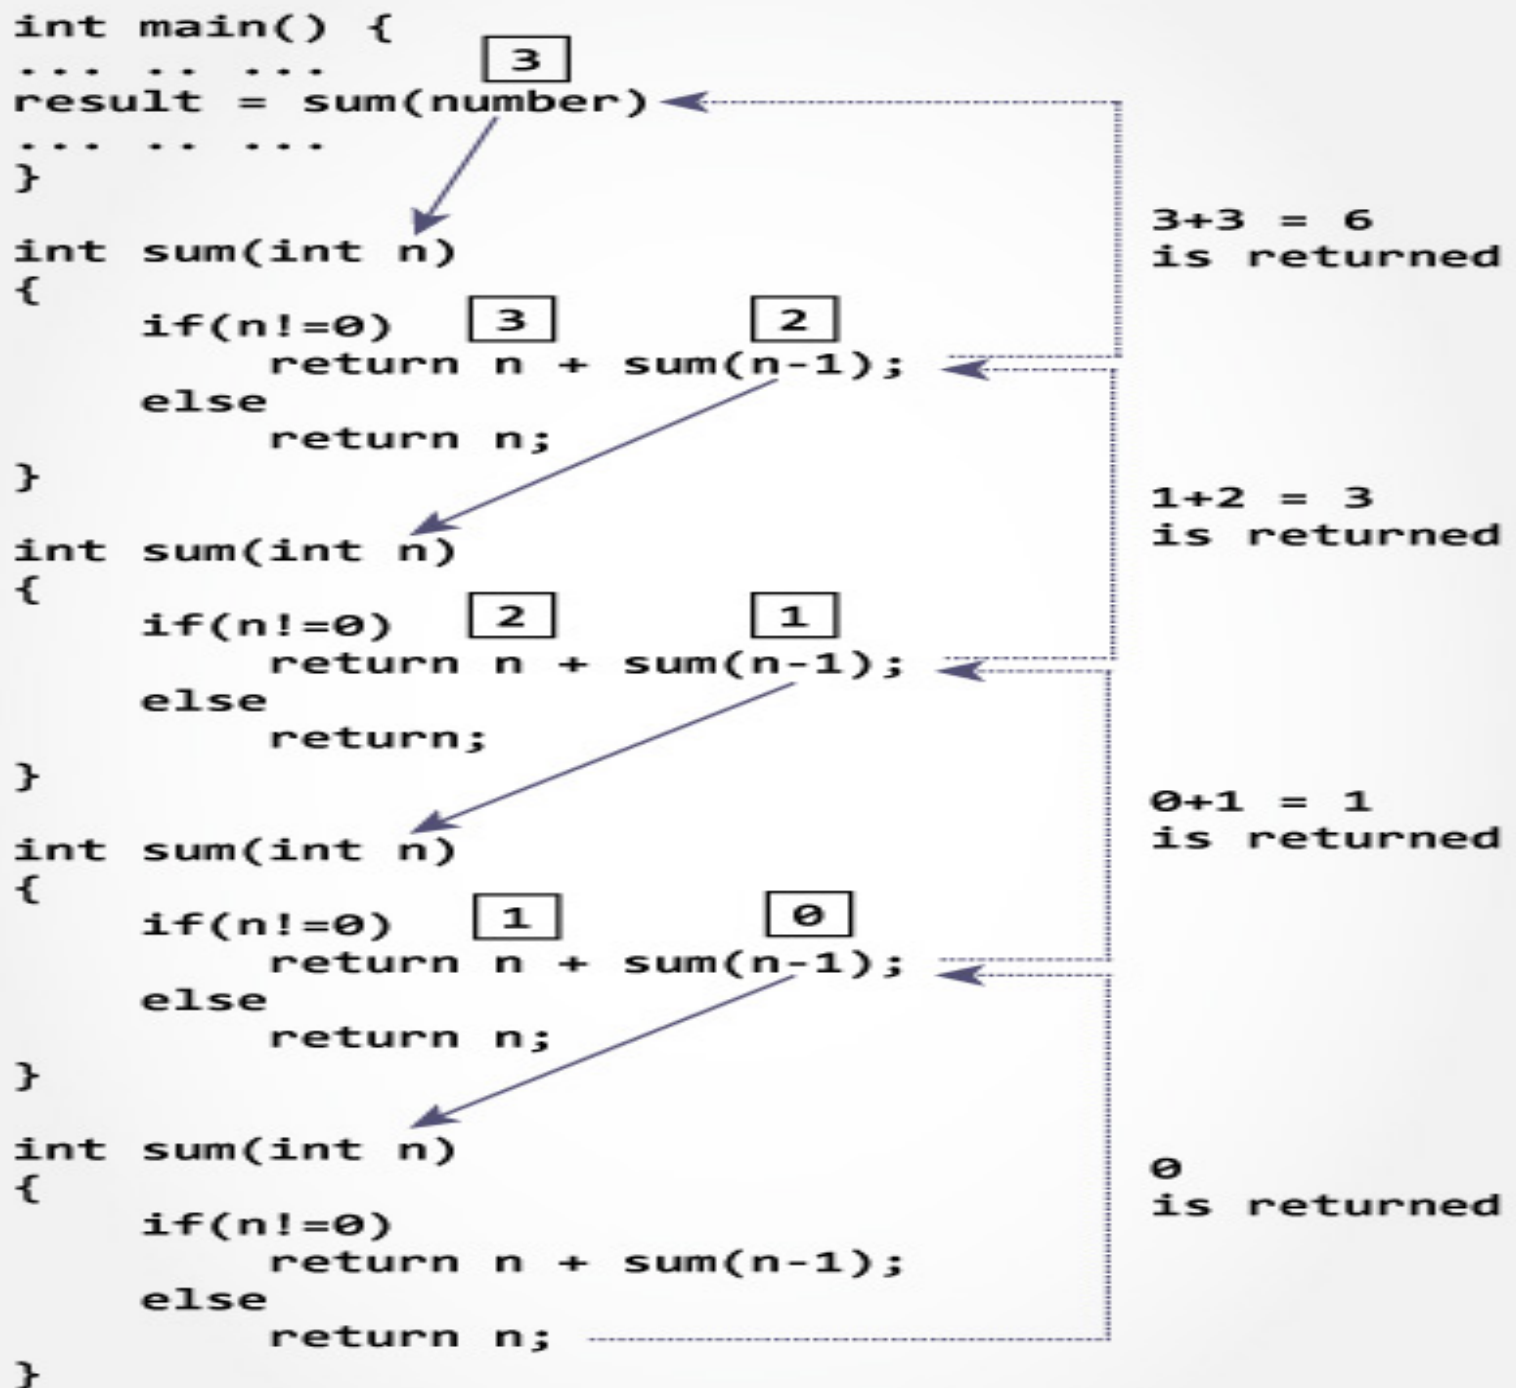 int main() {
3
... .. ...
result = sum(number)
... .. ...
}
3+3 = 6
is returned
int sum(int n)
{
3 2
if(n!=0)
return n + sum(n-1);
else
return n;
}
1+2 = 3
is returned
int sum(int n)
{
2 1
if(n!=0)
return n + sum(n-1);
else
return;
}
0+1 = 1
is returned
int sum(int n)
{
1 0
if(n!=0)
return n + sum(n-1);
else
return n;
}
int sum(int n)
{
0
is returned
if(n!=0)
return n + sum(n-1);
else
return n;
}